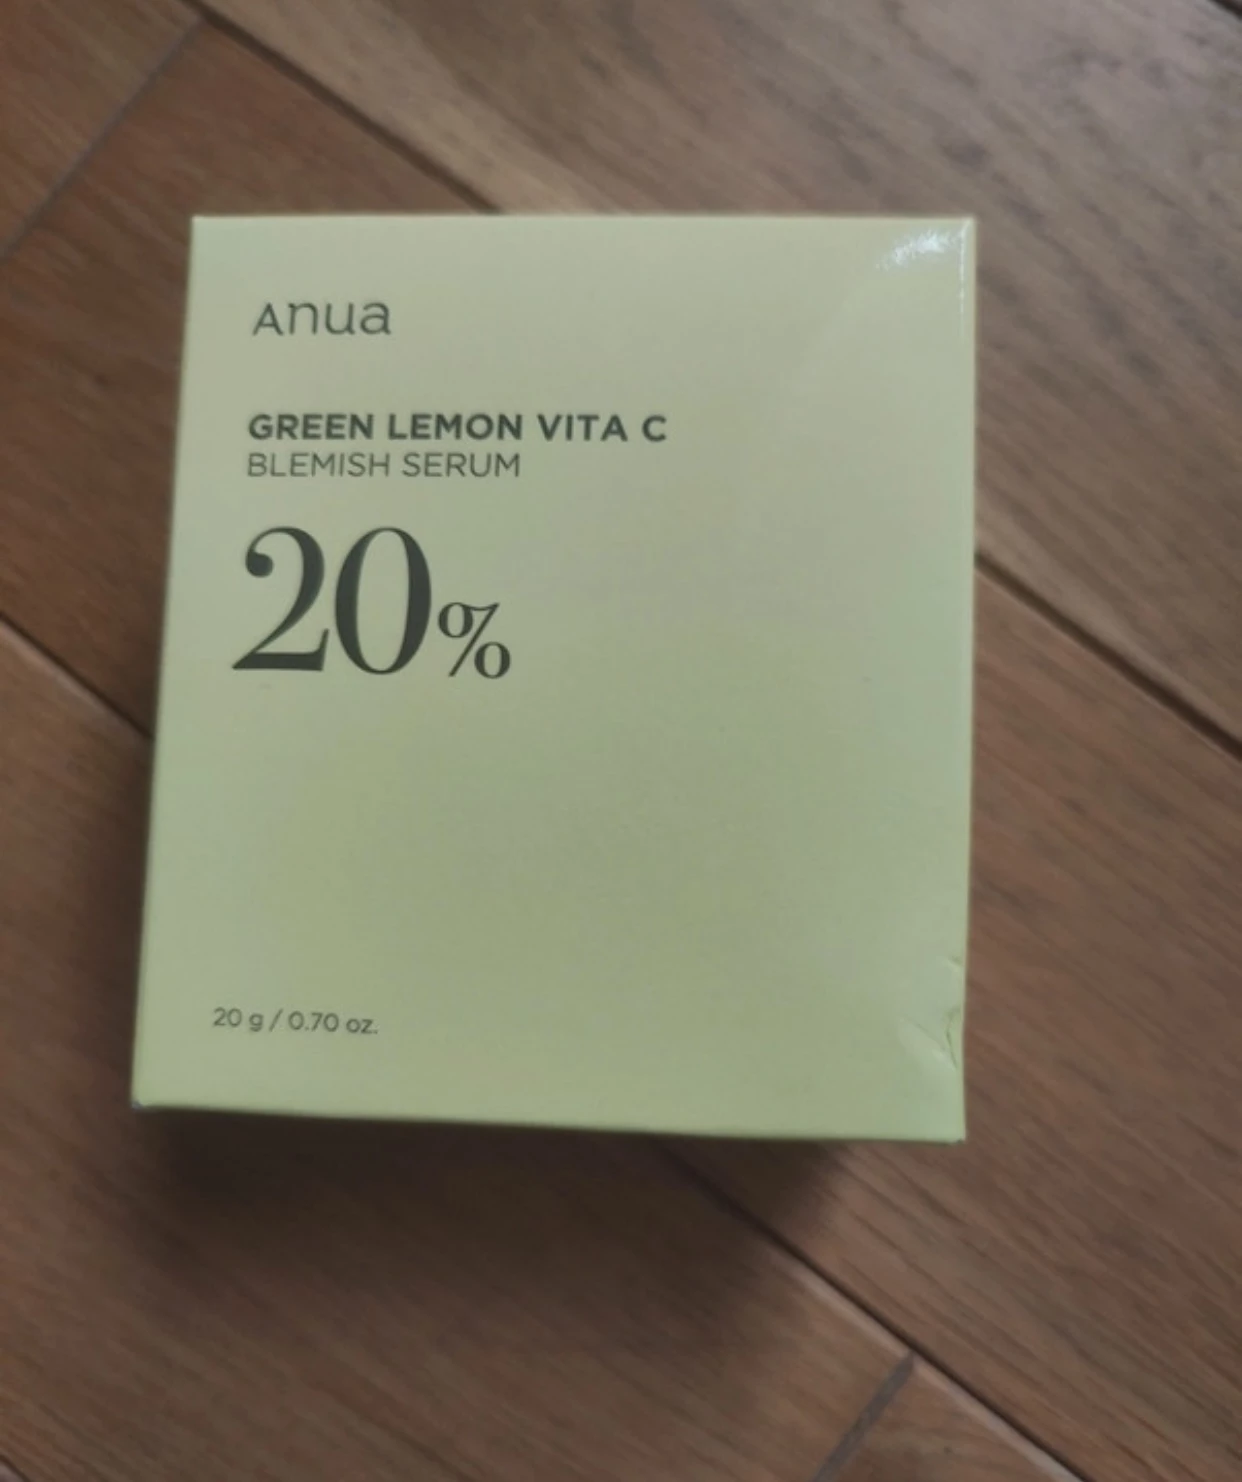 Anua
GREEN LEMON VITA C
BLEMISH SERUM
20%
20 g / 0.70 oz.